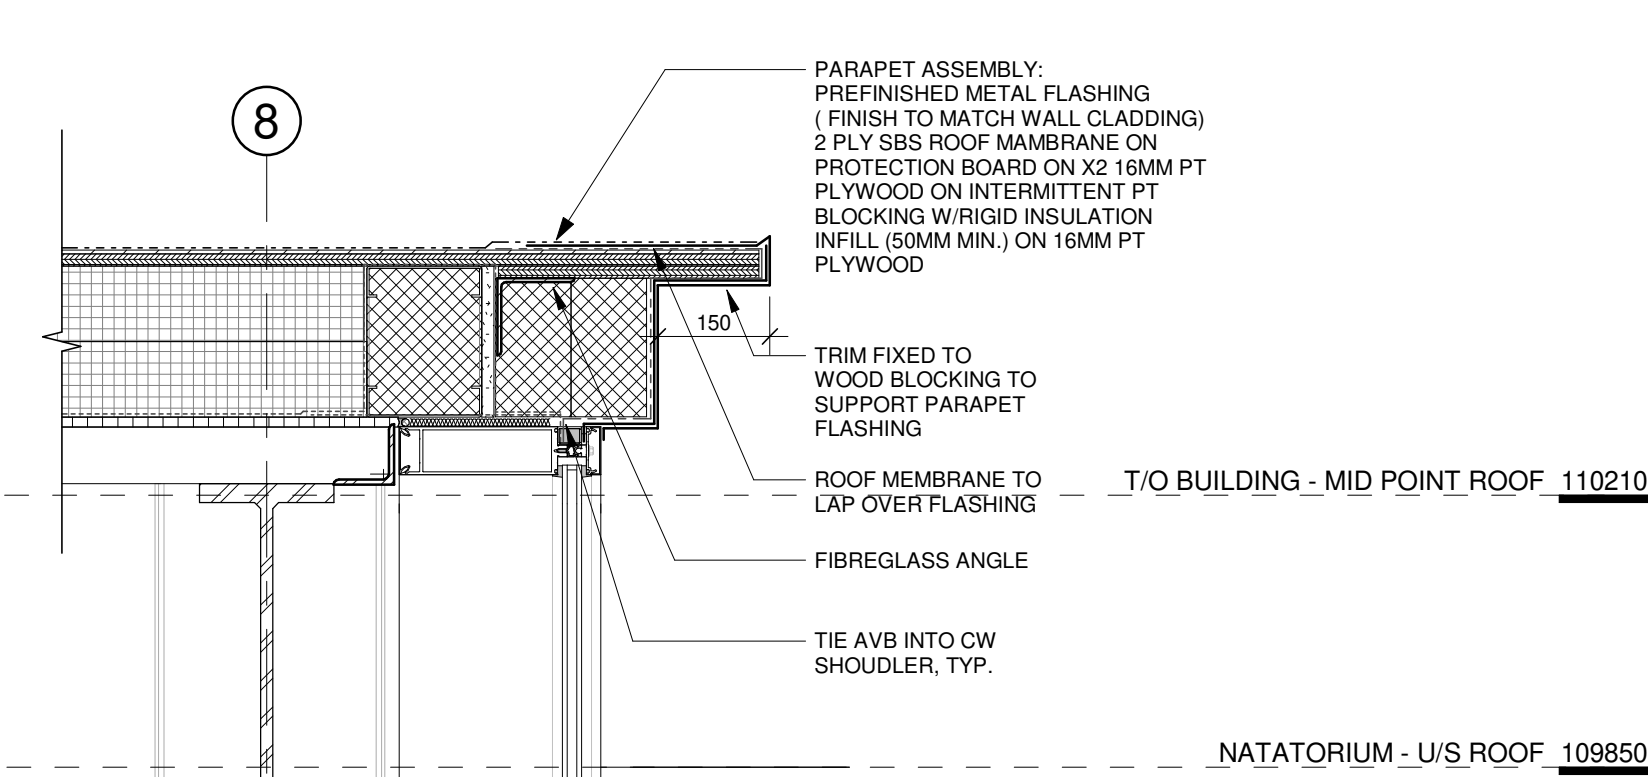 8
PARAPET ASSEMBLY:
PREFINISHED METAL FLASHING
( FINISH TO MATCH WALL CLADDING)
2 PLY SBS ROOF MAMBRANE ON
PROTECTION BOARD ON X2 16MM PT
PLYWOOD ON INTERMITTENT PT
BLOCKING W/RIGID INSULATION
INFILL (50MM MIN.) ON 16MM PT
PLYWOOD
150
TRIM FIXED TO
WOOD BLOCKING TO
SUPPORT PARAPET
FLASHING
ROOF MEMBRANE TO
LAP OVER FLASHING
T/O BUILDING - MID POINT ROOF 110210
FIBREGLASS ANGLE
TIE AVB INTO CW
SHOUDLER, TYP.
NATATORIUM - U/S ROOF 109850